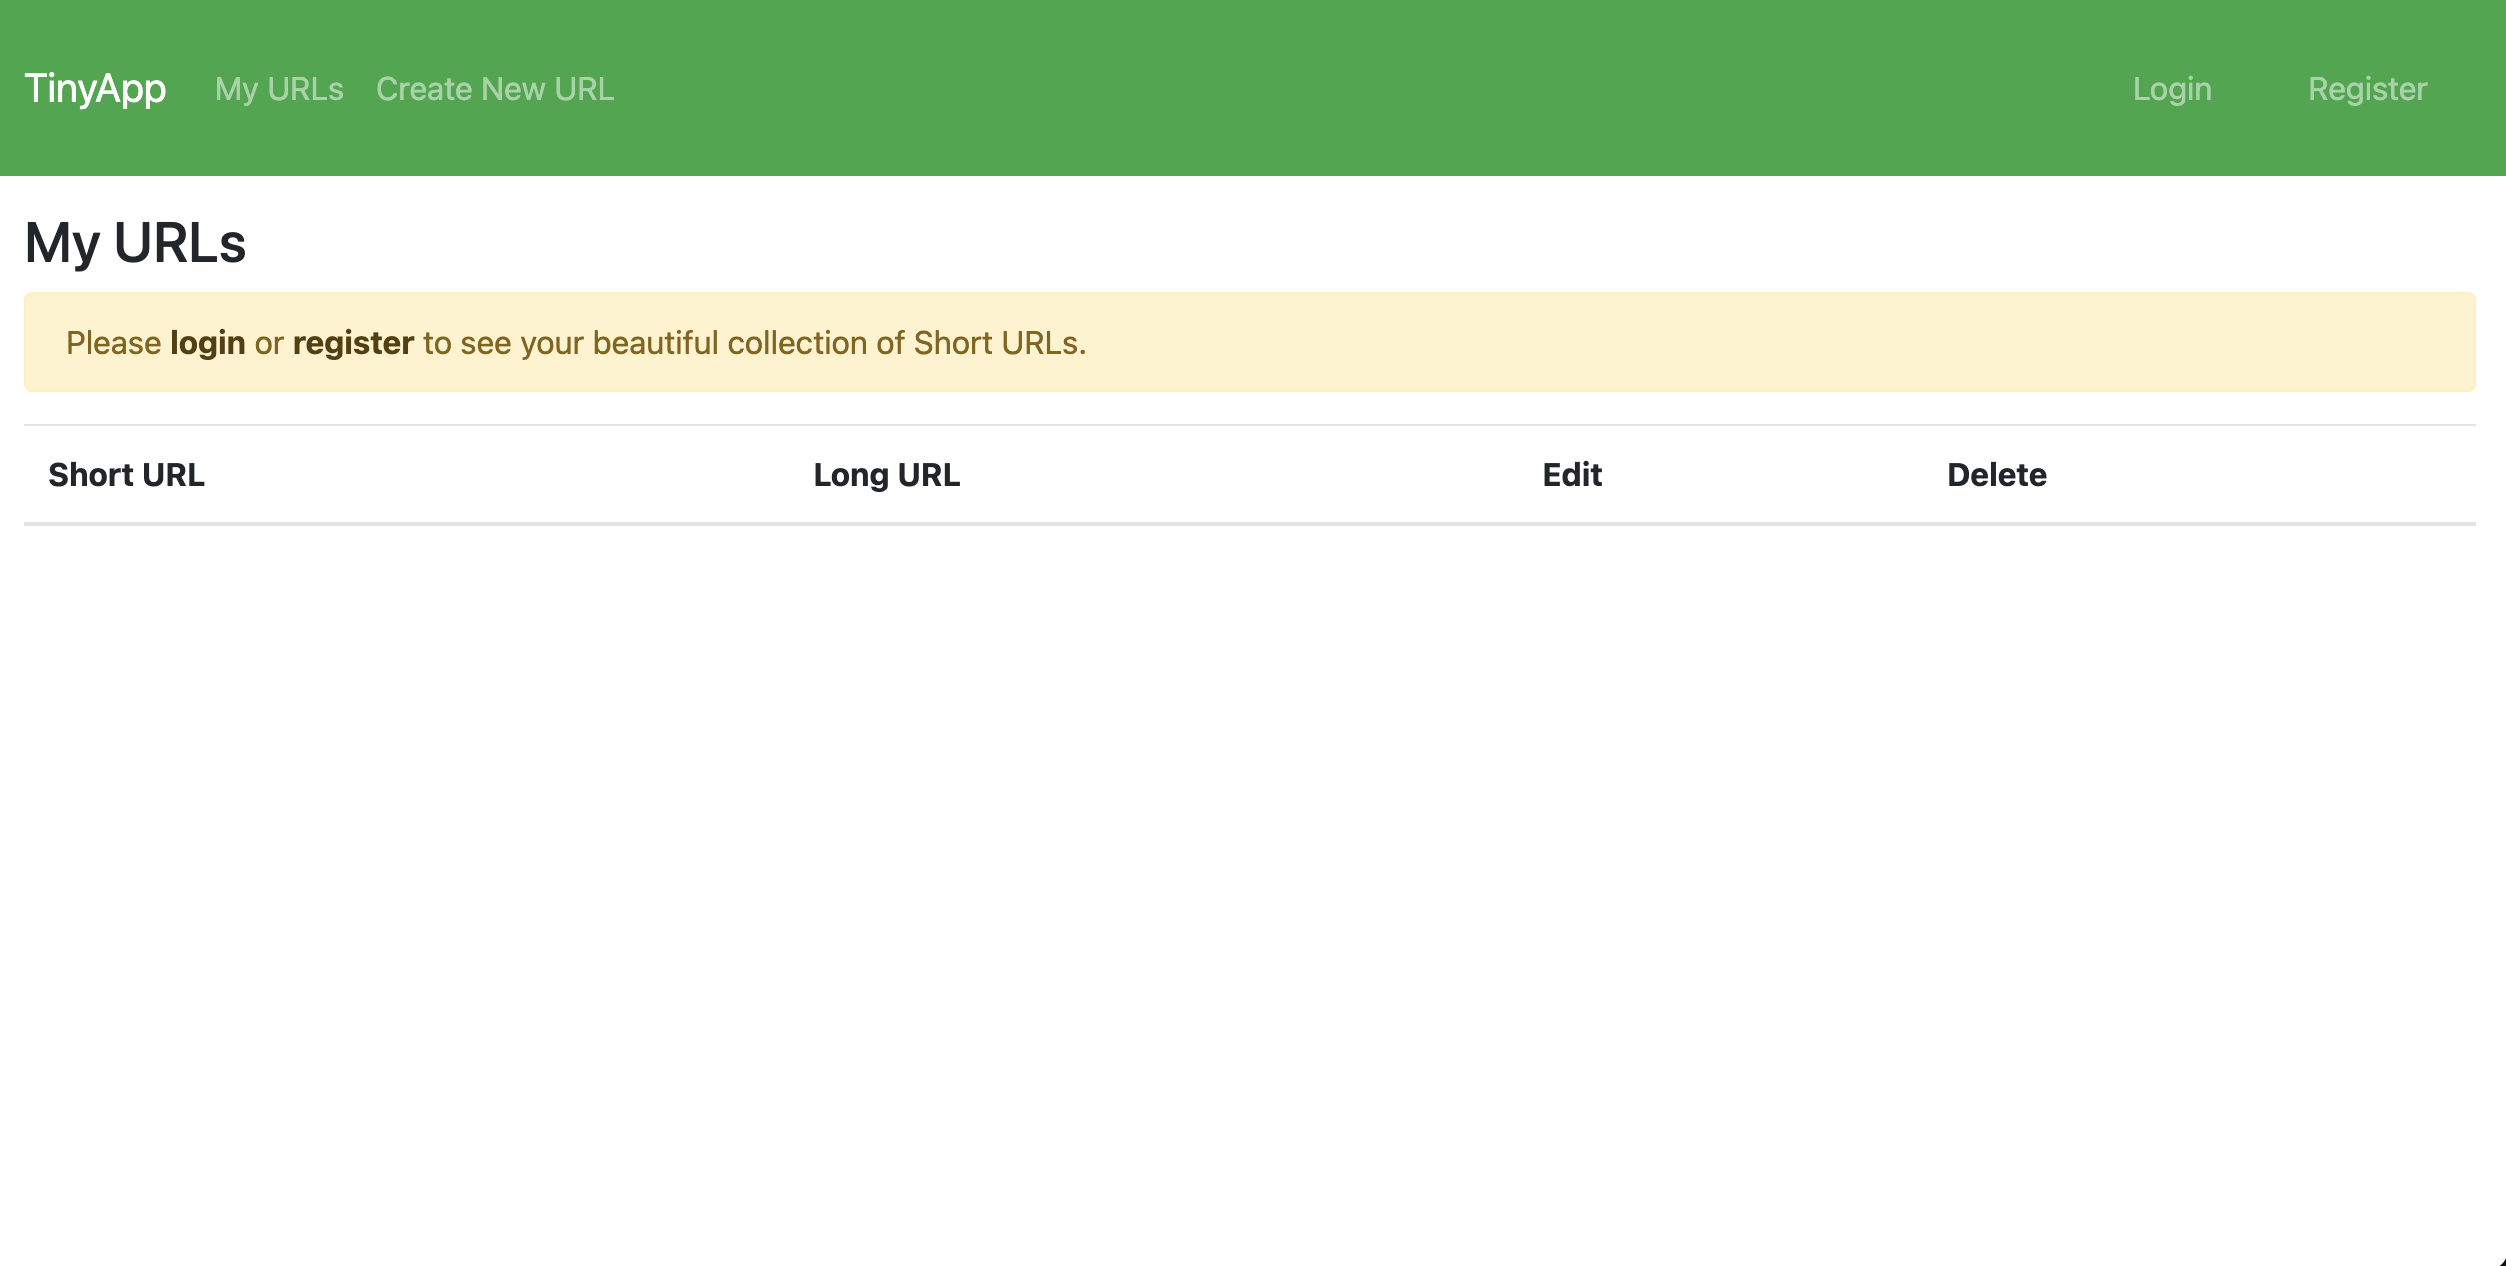 TinyApp My URLs Create New URL Login Register
My URLs
Please login or register to see your beautiful collection of Short URLs.
Short URL Long URL Edit Delete